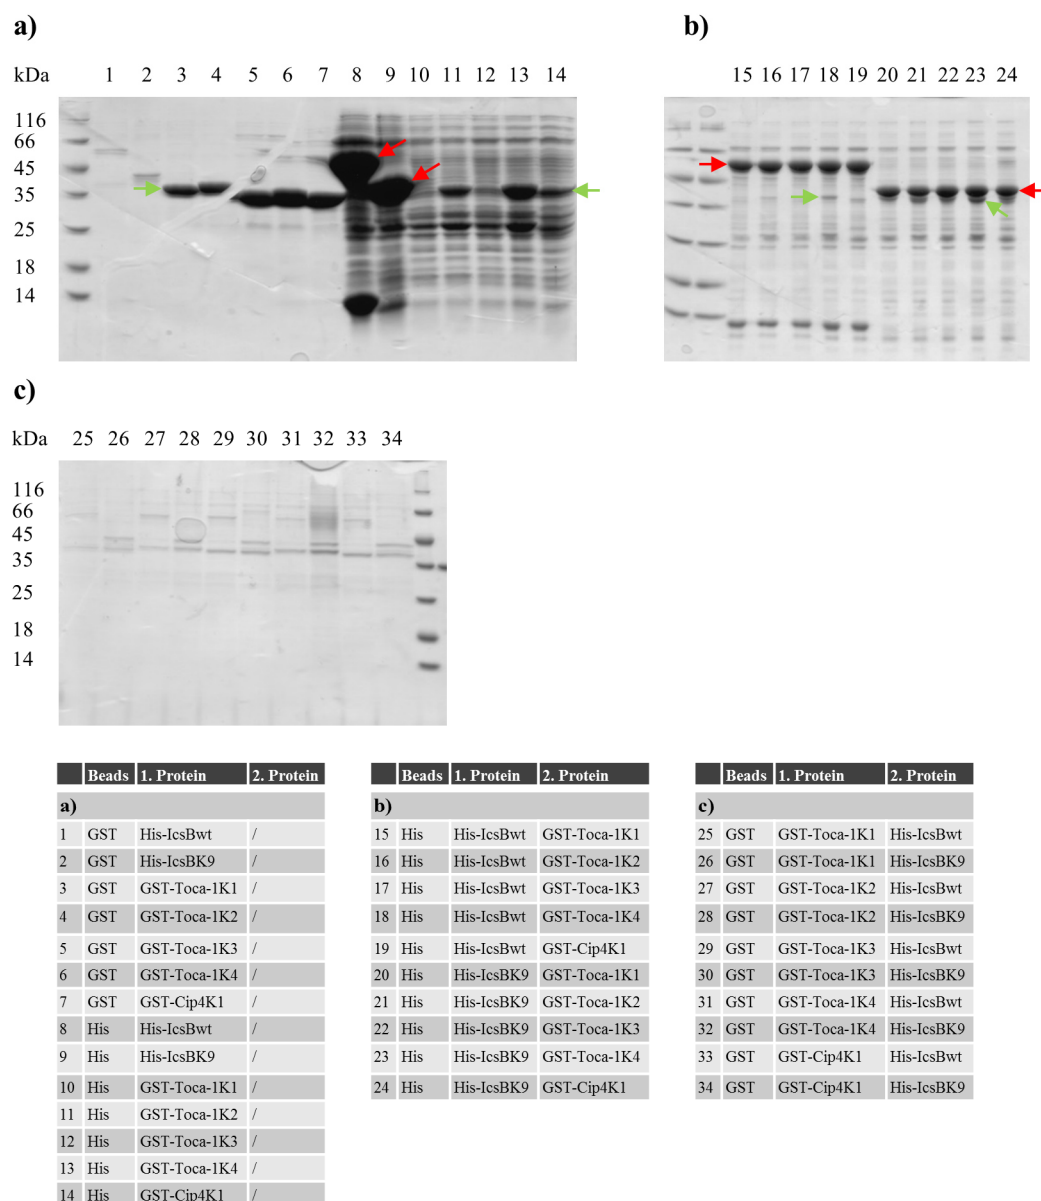 a)
b)
kDa 1 2 3 4 5 6 7 8 9 10 11 12 13 14
15 16 17 18 19 20 21 22 23 24
116
66
45
35
25
18
14
c)
kDa 25 26 27 28 29 30 31 32 33 34
116
66
45
35
25
18
14
Beads 1. Protein 2. Protein
a)
1 GST His-IcsBwt /
2 GST His-IcsBK9 /
3 GST GST-Toca-1K1 /
4 GST GST-Toca-1K2 /
5 GST GST-Toca-1K3 /
6 GST GST-Toca-1K4 /
7 GST GST-Cip4K1 /
8 His His-IcsBwt /
9 His His-IcsBK9 /
10 His GST-Toca-1K1 /
11 His GST-Toca-1K2 /
12 His GST-Toca-1K3 /
13 His GST-Toca-1K4 /
14 His GST-Cip4K1 /
Beads 1. Protein 2. Protein
b)
15 His His-IcsBwt GST-Toca-1K1
16 His His-IcsBwt GST-Toca-1K2
17 His His-IcsBwt GST-Toca-1K3
18 His His-IcsBwt GST-Toca-1K4
19 His His-IcsBwt GST-Cip4K1
20 His His-IcsBK9 GST-Toca-1K1
21 His His-IcsBK9 GST-Toca-1K2
22 His His-IcsBK9 GST-Toca-1K3
23 His His-IcsBK9 GST-Toca-1K4
24 His His-IcsBK9 GST-Cip4K1
Beads 1. Protein 2. Protein
c)
25 GST GST-Toca-1K1 His-IcsBwt
26 GST GST-Toca-1K1 His-IcsBK9
27 GST GST-Toca-1K2 His-IcsBwt
28 GST GST-Toca-1K2 His-IcsBK9
29 GST GST-Toca-1K3 His-IcsBwt
30 GST GST-Toca-1K3 His-IcsBK9
31 GST GST-Toca-1K4 His-IcsBwt
32 GST GST-Toca-1K4 His-IcsBK9
33 GST GST-Cip4K1 His-IcsBwt
34 GST GST-Cip4K1 His-IcsBK9